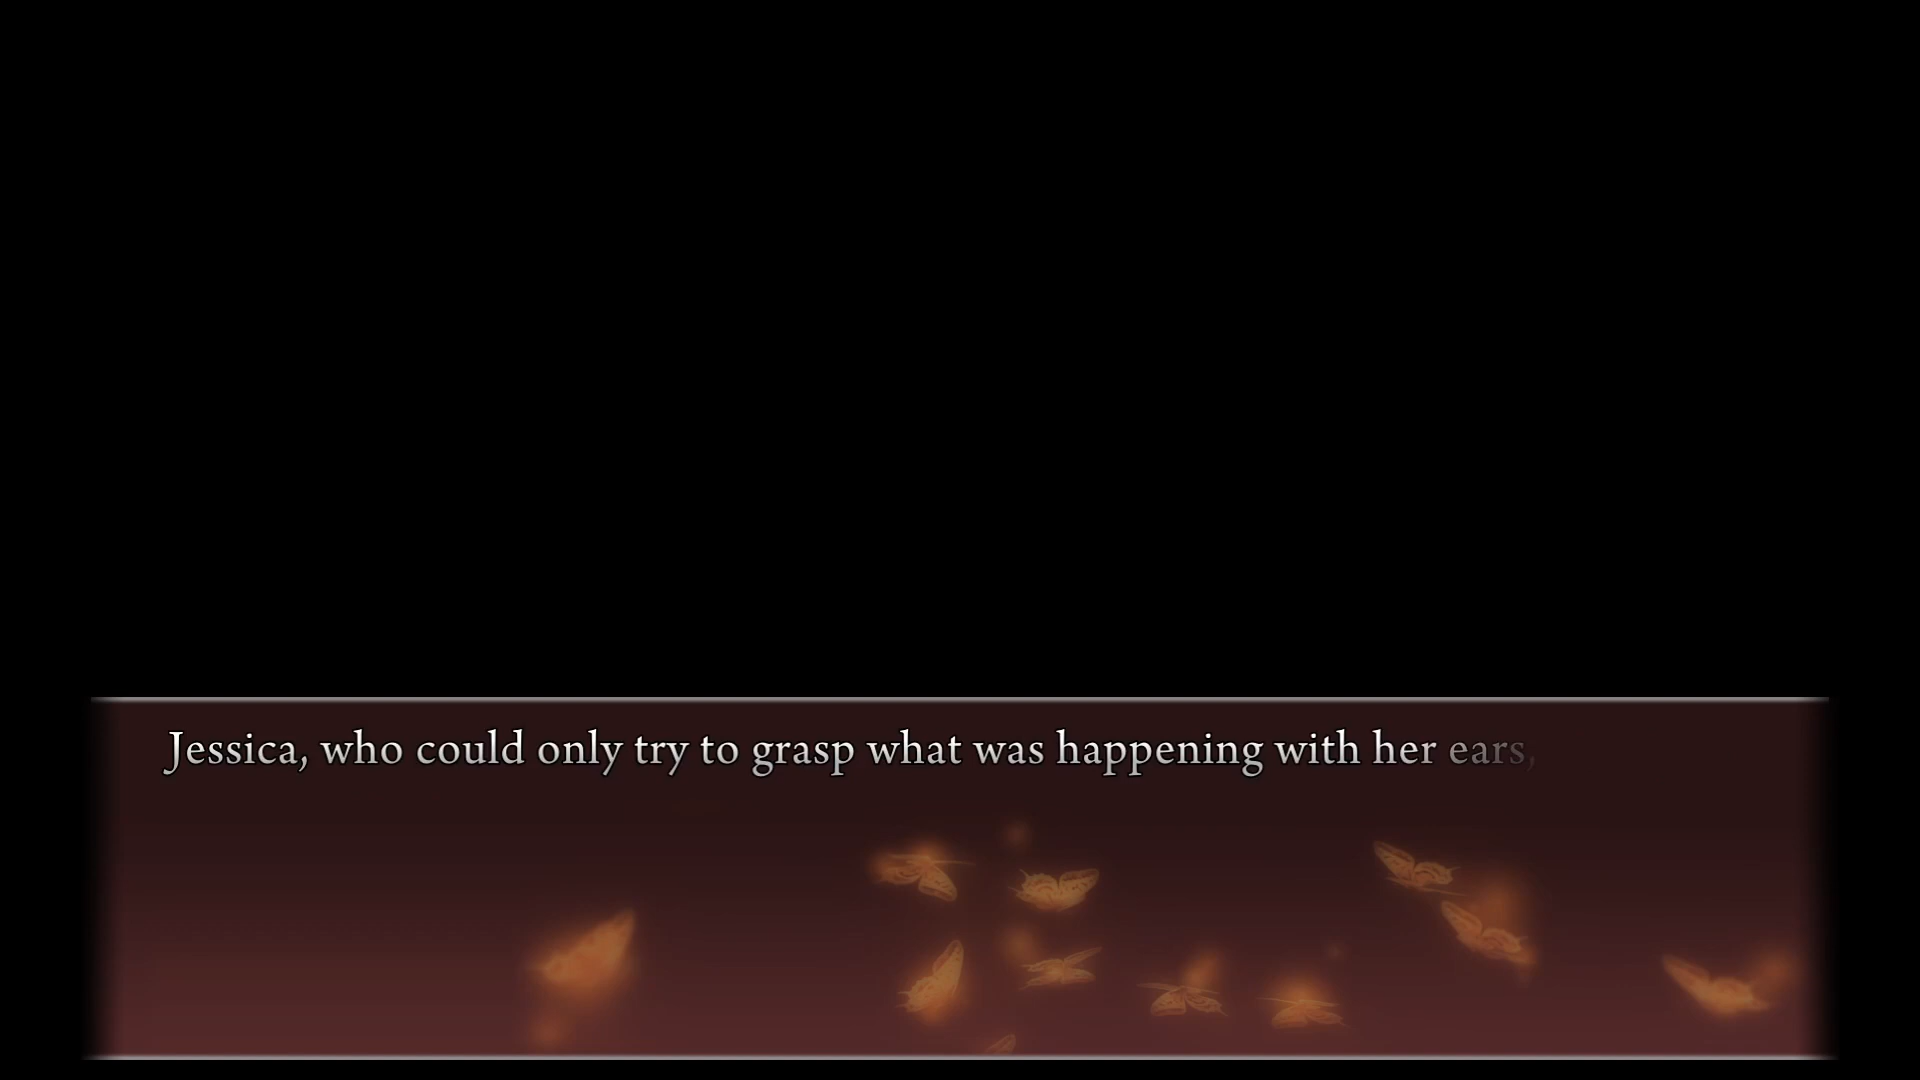 Jessica, who could only try to grasp what was happening with her ears,